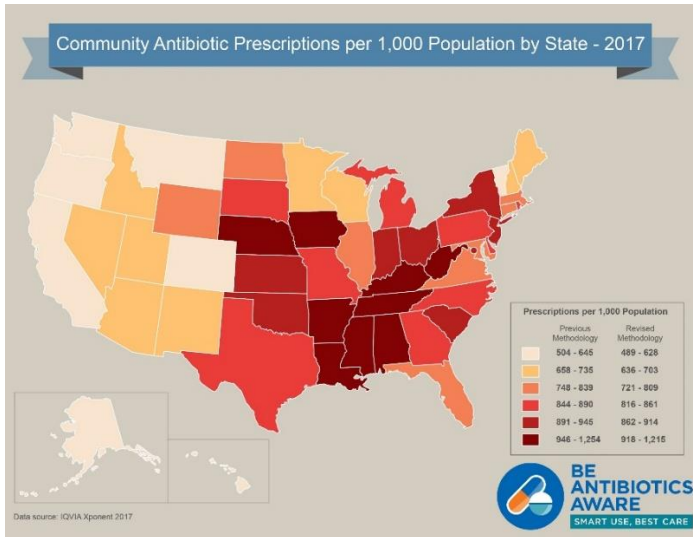 Community Antibiotic Prescriptions per 1,000 Population by State - 2017
Prescriptions per 1,000 Population
Previous Methodology Revised Methodology
504 - 645 489 - 628
658 - 735 636 - 703
748 - 839 721 - 809
844 - 890 816 - 861
891 - 945 862 - 914
946 - 1,254 918 - 1,215
Data source: IQVIA Xponent 2017
BE
ANTIBIOTICS
AWARE
SMART USE, BEST CARE